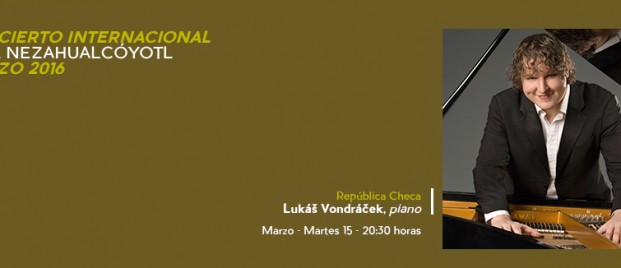 CIERTO INTERNACIONAL
NEZAHUALCÓYOTL
ZO 2016
República Checa
Lukáš Vondráček, piano
Marzo - Martes 15 - 20:30 horas